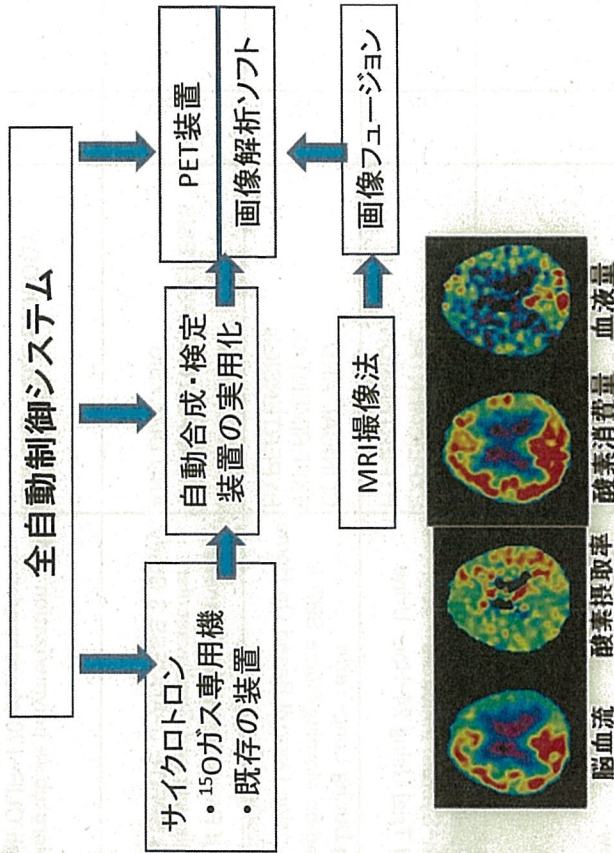 全自動制御システム
サイクロトロン
・¹⁵Oガス専用機
・既存の装置
自動合成・検定
装置の実用化
PET装置
画像解析ソフト
MRI撮像法
画像フュージョン
脳血流
酸素摂取率
酸素消費量
血液量